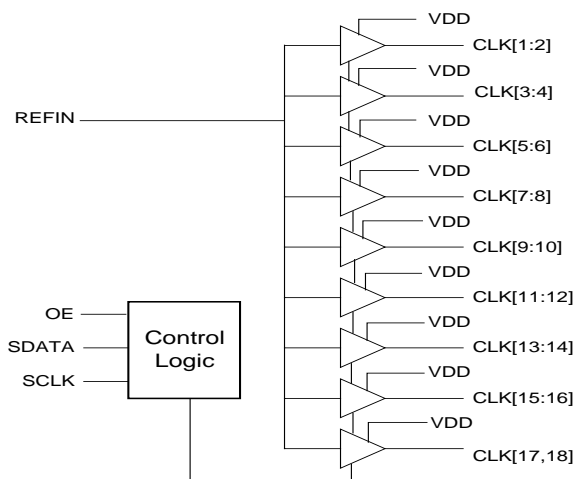 VDD
CLK[1:2]
VDD
CLK[3:4]
REFIN
VDD
CLK[5:6]
VDD
CLK[7:8]
VDD
CLK[9:10]
VDD
CLK[11:12]
OE
SDATA
SCLK
Control
Logic
VDD
CLK[13:14]
VDD
CLK[15:16]
VDD
CLK[17,18]